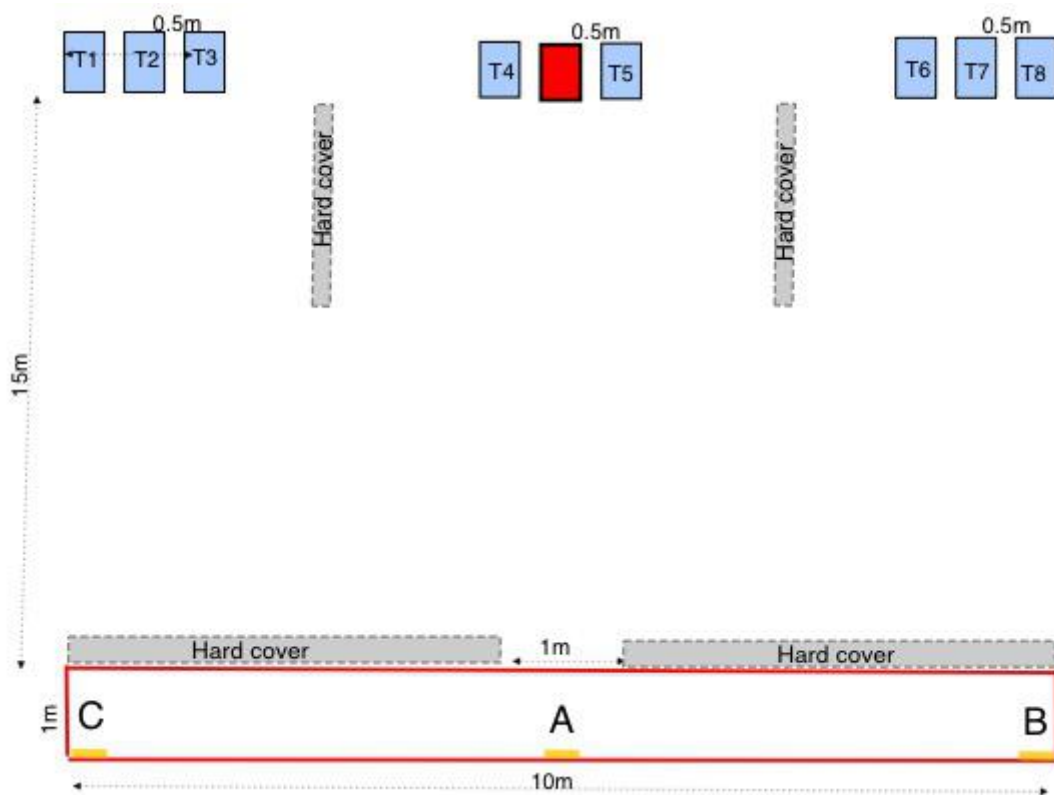 0.5m
0.5m
0.5m
T1 T2 T3
T4 T5
T6 T7 T8
Hard cover
Hard cover
15m
Hard cover
1m
Hard cover
1m
C
A
B
10m